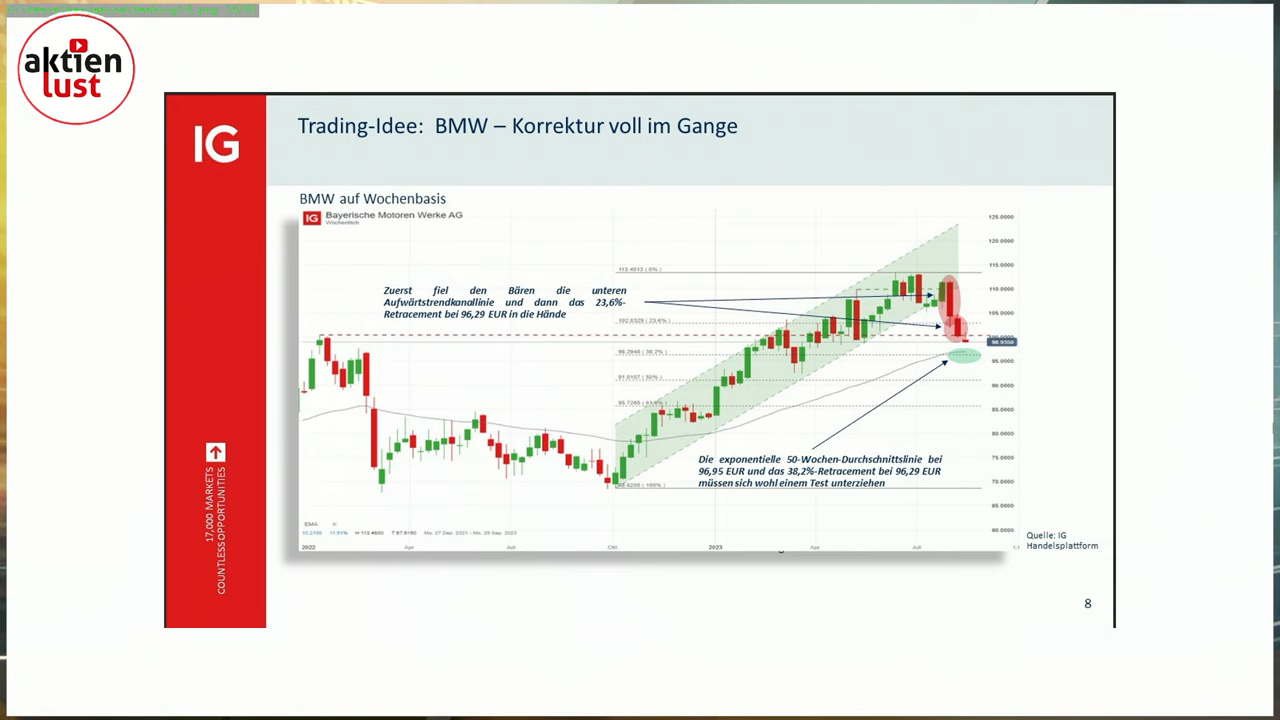 aktien
lust
IG
Trading-Idee: BMW – Korrektur voll im Gange
BMW auf Wochenbasis
IG Bayerische Motoren Werke AG
Wöchentlich
125.0000
120.0000
115.0000
113.4613 ( 0% )
110.0000
Zuerst fiel den Bären die unteren
Aufwärtstrendkanallinie und dann das 23,6%-
Retracement bei 96,29 EUR in die Hände
105.0000
95.0000
90.0000
85.0000
80.0000
75.0000
70.0000
65.0000
60.0000
Die exponentielle 50-Wochen-Durchschnittslinie bei
96,95 EUR und das 38,2%-Retracement bei 96,29 EUR
müssen sich wohl einem Test unterziehen
EMA
2022 Apr Juli Okt 2023 Apr Juli
Quelle: IG
Handelsplattform
17,000 MARKETS
COUNTLESS OPPORTUNITIES
8